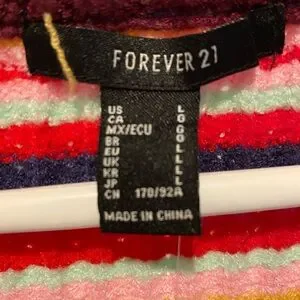 FOREVER 21
US L
CA G
MX/ECU G
BR G
EU L
UK L
KR L
JP L
CN 170/92A
MADE IN CHINA